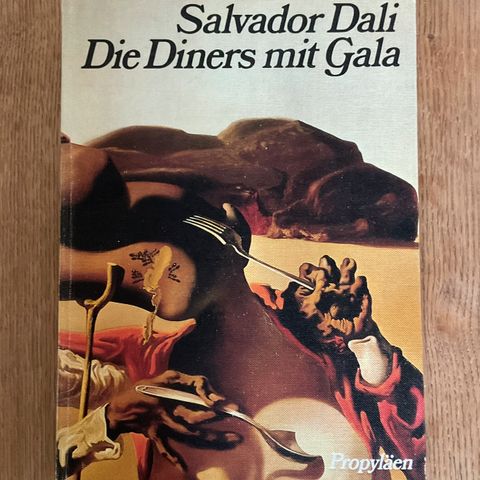 Salvador Dali
Die Diners mit Gala
Propyläen